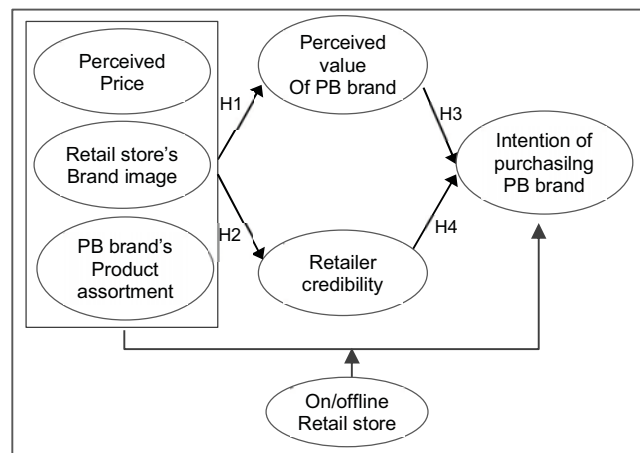 Perceived
Price
Retail store's
Brand image
PB brand's
Product
assortment
H1
H2
Perceived
value
Of PB brand
Retailer
credibility
H3
H4
Intention of
purchasilng
PB brand
On/offline
Retail store